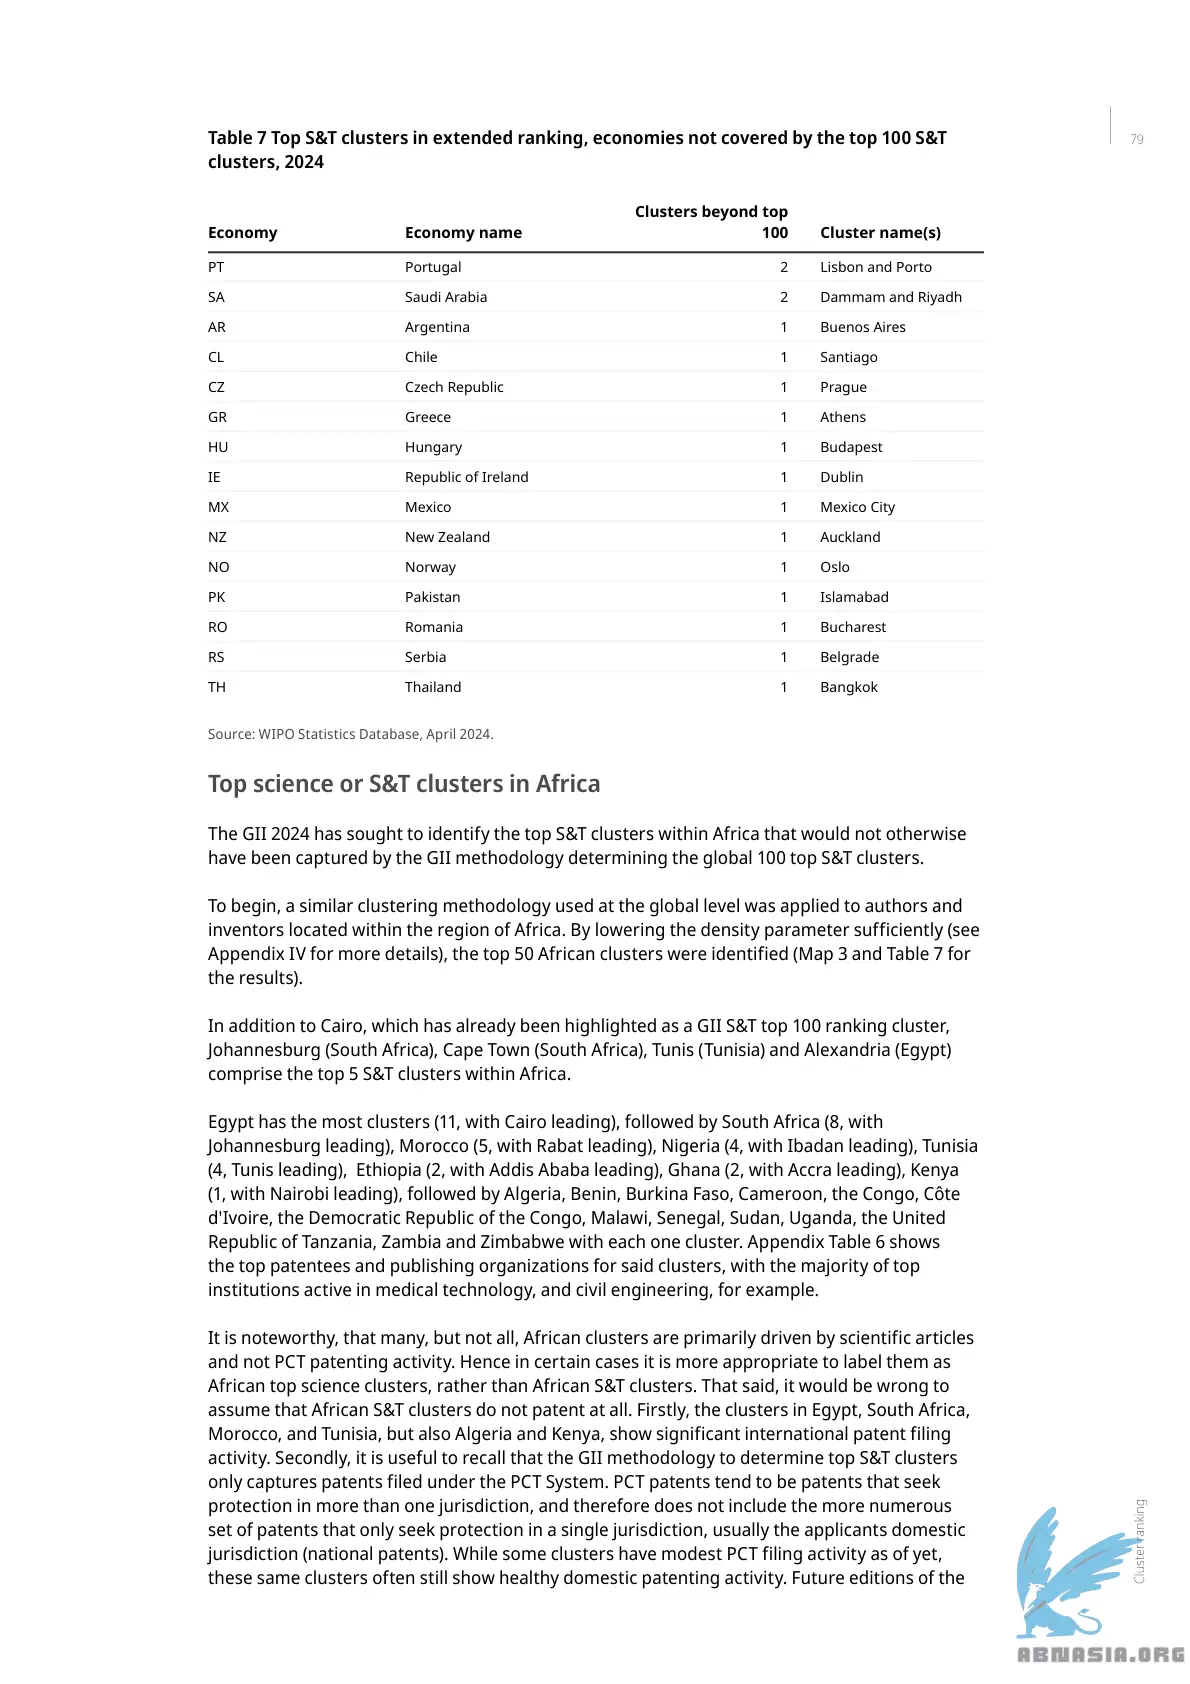 79
Table 7 Top S&T clusters in extended ranking, economies not covered by the top 100 S&T
clusters, 2024
Economy Economy name Clusters beyond top 100 Cluster name(s)
PT Portugal 2 Lisbon and Porto
SA Saudi Arabia 2 Dammam and Riyadh
AR Argentina 1 Buenos Aires
CL Chile 1 Santiago
CZ Czech Republic 1 Prague
GR Greece 1 Athens
HU Hungary 1 Budapest
IE Republic of Ireland 1 Dublin
MX Mexico 1 Mexico City
NZ New Zealand 1 Auckland
NO Norway 1 Oslo
PK Pakistan 1 Islamabad
RO Romania 1 Bucharest
RS Serbia 1 Belgrade
TH Thailand 1 Bangkok
Source: WIPO Statistics Database, April 2024.
Top science or S&T clusters in Africa
The GII 2024 has sought to identify the top S&T clusters within Africa that would not otherwise
have been captured by the GII methodology determining the global 100 top S&T clusters.
To begin, a similar clustering methodology used at the global level was applied to authors and
inventors located within the region of Africa. By lowering the density parameter sufficiently (see
Appendix IV for more details), the top 50 African clusters were identified (Map 3 and Table 7 for
the results).
In addition to Cairo, which has already been highlighted as a GII S&T top 100 ranking cluster,
Johannesburg (South Africa), Cape Town (South Africa), Tunis (Tunisia) and Alexandria (Egypt)
comprise the top 5 S&T clusters within Africa.
Egypt has the most clusters (11, with Cairo leading), followed by South Africa (8, with
Johannesburg leading), Morocco (5, with Rabat leading), Nigeria (4, with Ibadan leading), Tunisia
(4, Tunis leading), Ethiopia (2, with Addis Ababa leading), Ghana (2, with Accra leading), Kenya
(1, with Nairobi leading), followed by Algeria, Benin, Burkina Faso, Cameroon, the Congo, Côte
d'Ivoire, the Democratic Republic of the Congo, Malawi, Senegal, Sudan, Uganda, the United
Republic of Tanzania, Zambia and Zimbabwe with each one cluster. Appendix Table 6 shows
the top patentees and publishing organizations for said clusters, with the majority of top
institutions active in medical technology, and civil engineering, for example.
It is noteworthy, that many, but not all, African clusters are primarily driven by scientific articles
and not PCT patenting activity. Hence in certain cases it is more appropriate to label them as
African top science clusters, rather than African S&T clusters. That said, it would be wrong to
assume that African S&T clusters do not patent at all. Firstly, the clusters in Egypt, South Africa,
Morocco, and Tunisia, but also Algeria and Kenya, show significant international patent filing
activity. Secondly, it is useful to recall that the GII methodology to determine top S&T clusters
only captures patents filed under the PCT System. PCT patents tend to be patents that seek
protection in more than one jurisdiction, and therefore does not include the more numerous
set of patents that only seek protection in a single jurisdiction, usually the applicants domestic
jurisdiction (national patents). While some clusters have modest PCT filing activity as of yet,
these same clusters often still show healthy domestic patenting activity. Future editions of the
Cluster ranking
ABNASIA.ORG